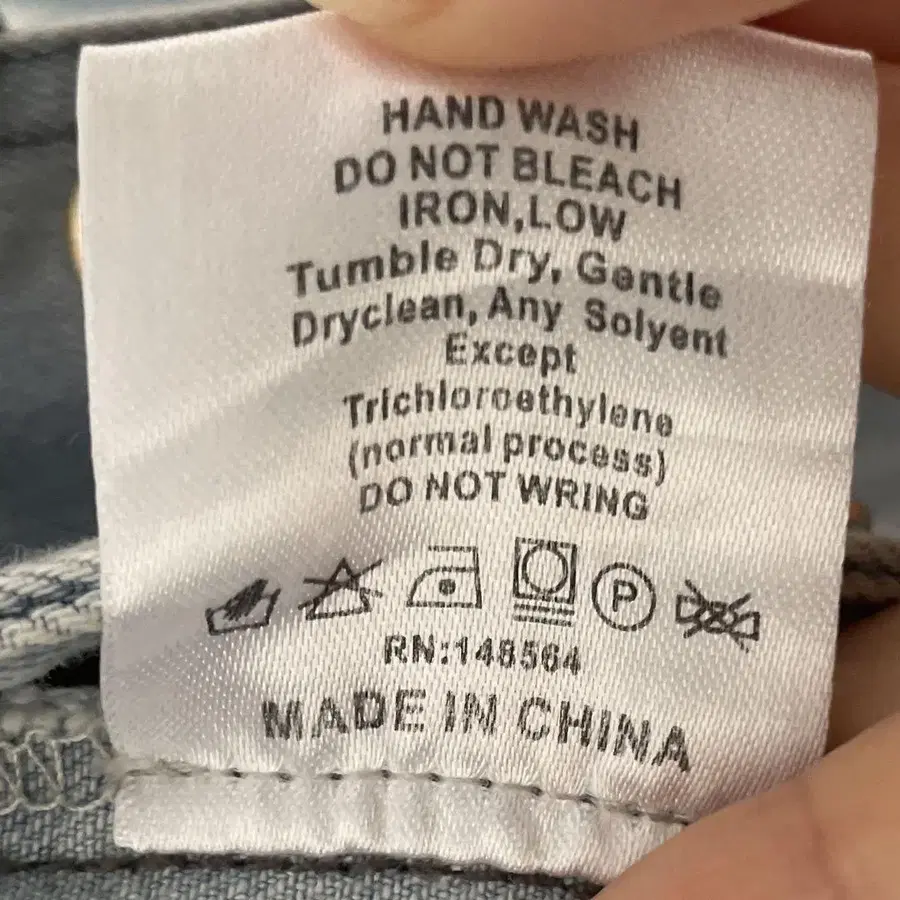 HAND WASH
DO NOT BLEACH
IRON,LOW
Tumble Dry, Gentle
Dryclean, Any Solyent
Except
Trichloroethylene
(normal process)
DO NOT WRING
P
RN:148564
MADE IN CHINA